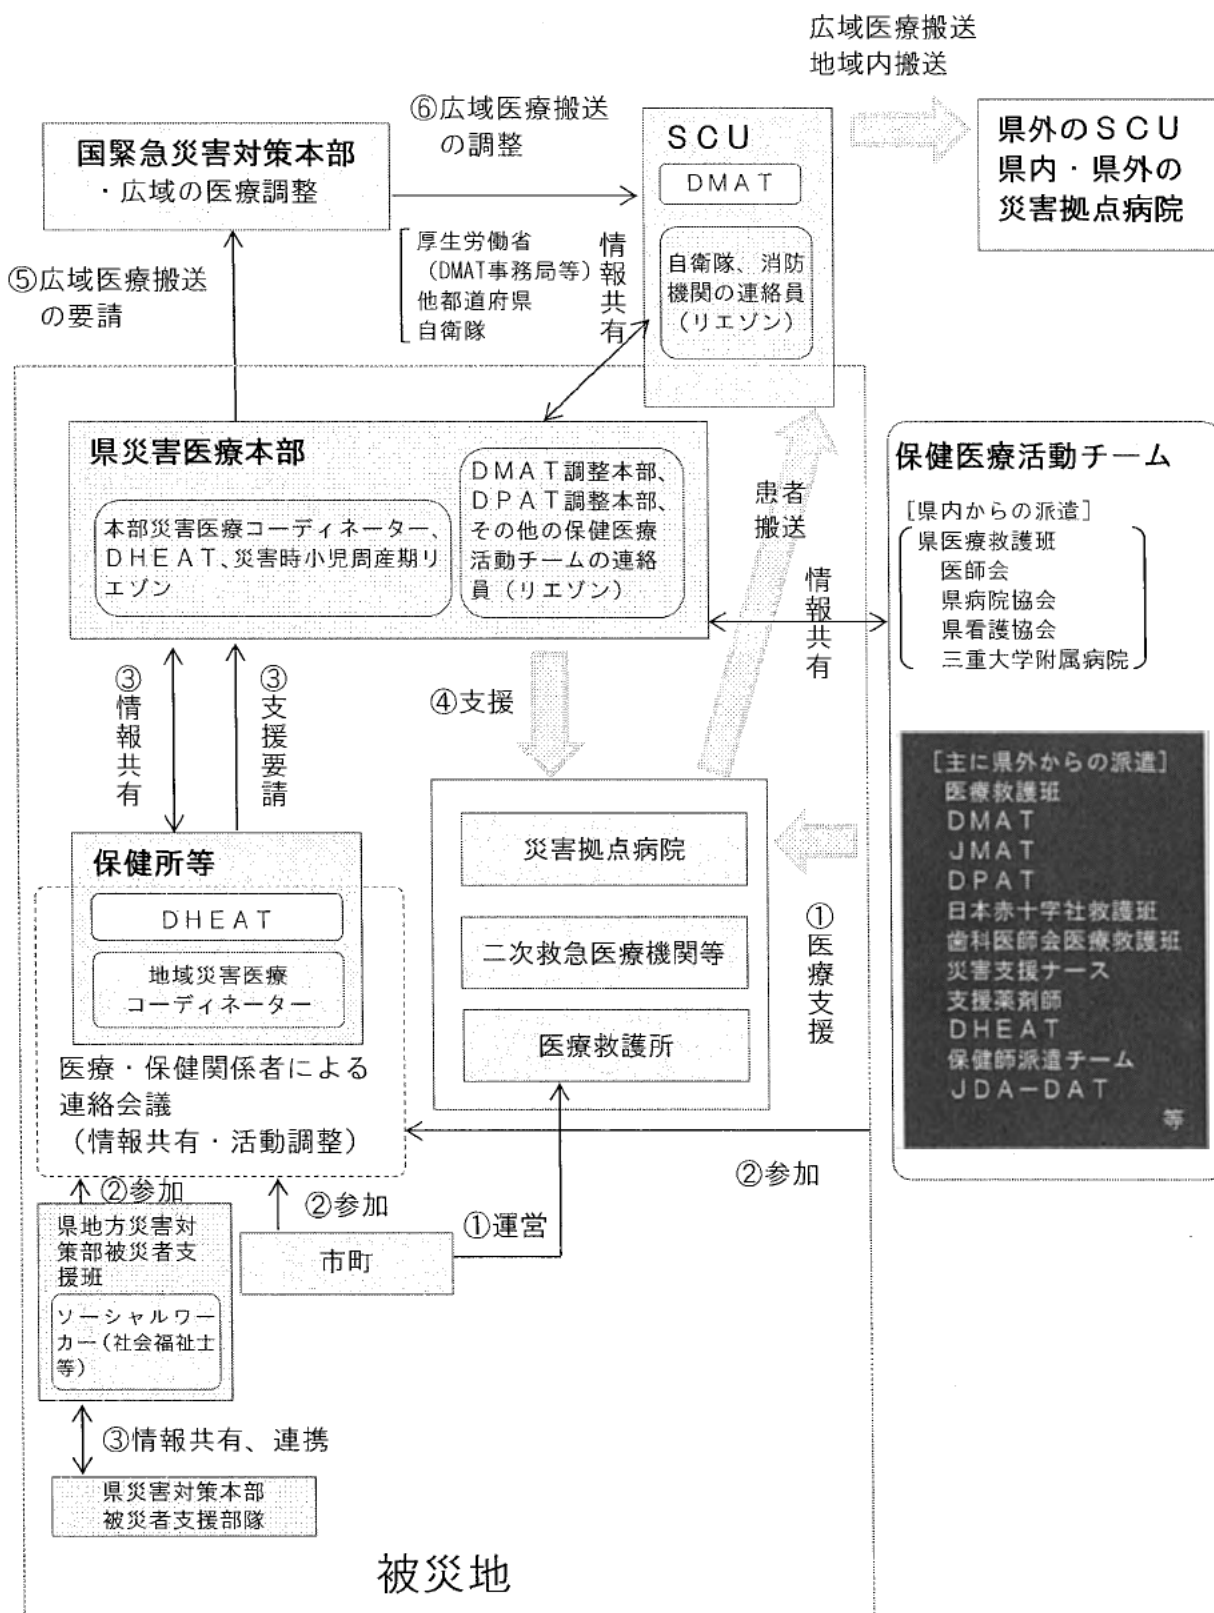 広域医療搬送
地域内搬送
⑥広域医療搬送
の調整
国緊急災害対策本部
・広域の医療調整
SCU
DMAT
自衛隊、消防
機関の連絡員
(リエゾン)
県外のSCU
県内・県外の
災害拠点病院
厚生労働省
(DMAT事務局等)
他都道府県
自衛隊
情報共有
⑤広域医療搬送
の要請
県災害医療本部
本部災害医療コーディネーター、
DHEAT、災害時小児周産期リ
エゾン
DMAT調整本部、
DPAT調整本部、
その他の保健医療
活動チームの連絡
員(リエゾン)
患者
搬送
情報共有
保健医療活動チーム
[県内からの派遣]
県医療救護班
医師会
県病院協会
県看護協会
三重大学附属病院
[主に県外からの派遣]
医療救護班
DMAT
JMAT
DPAT
日本赤十字社救護班
歯科医師会医療救護班
災害支援ナース
支援薬剤師
DHEAT
保健師派遣チーム
JDA-DAT
等
③情報共有
③支援要請
④支援
保健所等
DHEAT
地域災害医療
コーディネーター
医療・保健関係者による
連絡会議
(情報共有・活動調整)
災害拠点病院
二次救急医療機関等
医療救護所
①医療支援
②参加
②参加
②参加
①運営
県地方災害対
策部被災者支
援班
ソーシャルワー
カー(社会福祉士
等)
市町
③情報共有、連携
県災害対策本部
被災者支援部隊
被災地